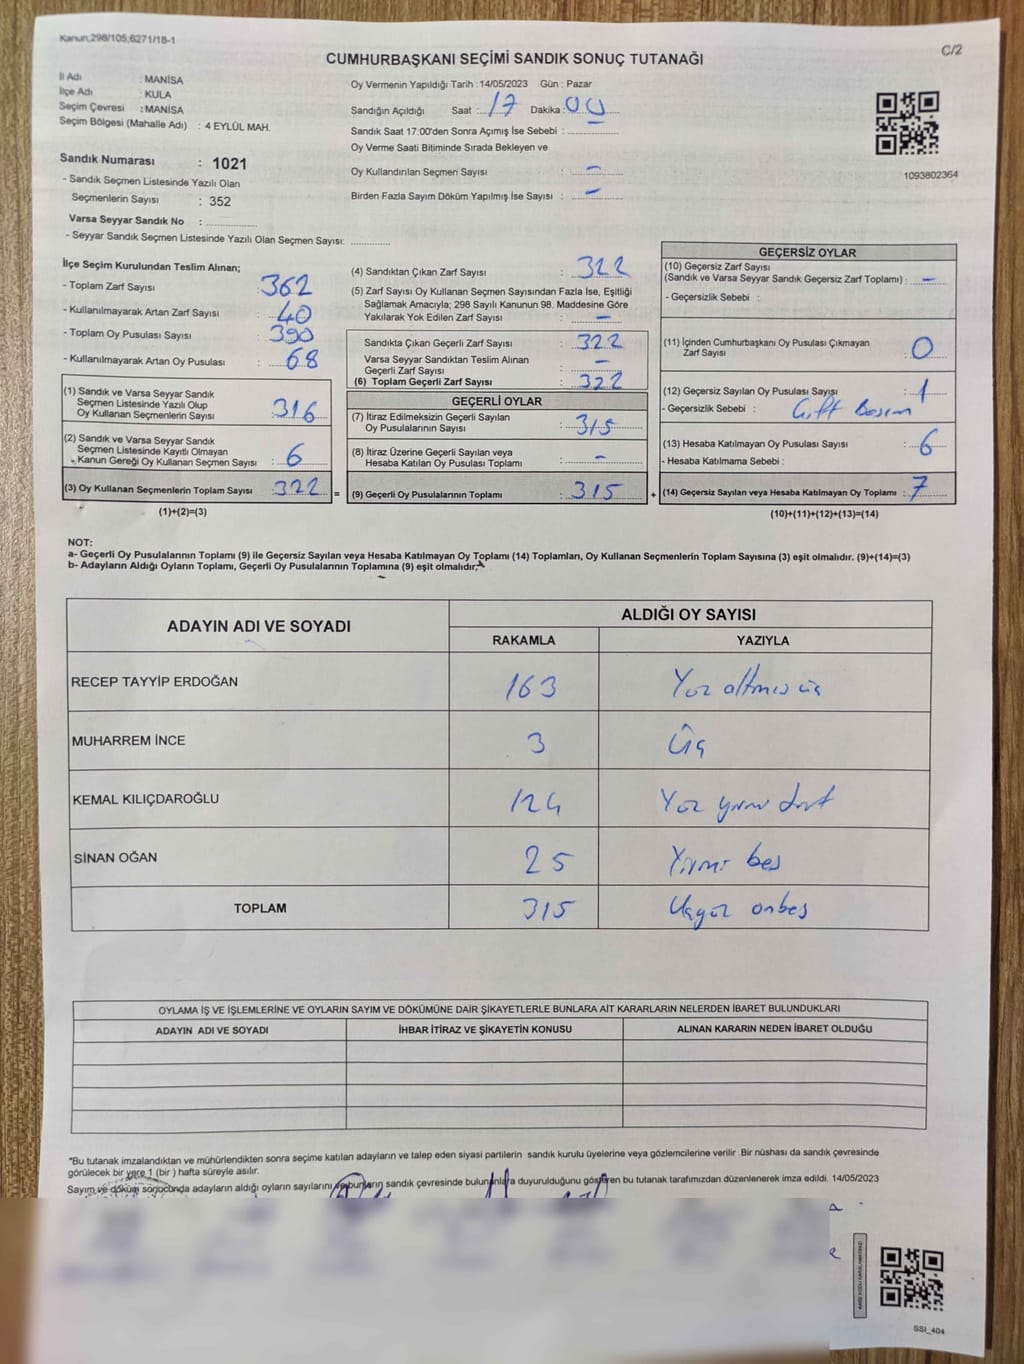 Kanun,298/105,6271/18-1
C/2
CUMHURBAŞKANI SEÇİMİ SANDIK SONUÇ TUTANAĞI
İl Adı : MANİSA
İlçe Adı : KULA
Seçim Çevresi : MANİSA
Seçim Bölgesi (Mahalle Adı) : 4 EYLÜL MAH.
Sandık Numarası : 1021
- Sandık Seçmen Listesinde Yazılı Olan
Seçmenlerin Sayısı : 352
Varsa Seyyar Sandık No :
- Seyyar Sandık Seçmen Listesinde Yazılı Olan Seçmen Sayısı:
Oy Vermenin Yapıldığı Tarih : 14/05/2023 Gün : Pazar
Sandığın Açıldığı Saat : 17 Dakika : 00
Sandık Saat 17:00'den Sonra Açımış İse Sebebi :
Oy Verme Saati Bitiminde Sırada Bekleyen ve
Oy Kullandırılan Seçmen Sayısı : -
Birden Fazla Sayım Döküm Yapılmış İse Sayısı : -
1093802364
İlçe Seçim Kurulundan Teslim Alınan;
- Toplam Zarf Sayısı : 362
- Kullanılmayarak Artan Zarf Sayısı : 40
- Toplam Oy Pusulası Sayısı : 390
- Kullanılmayarak Artan Oy Pusulası : 68
(1) Sandık ve Varsa Seyyar Sandık
Seçmen Listesinde Yazılı Olup
Oy Kullanan Seçmenlerin Sayısı : 316
(2) Sandık ve Varsa Seyyar Sandık
Seçmen Listesinde Kayıtlı Olmayan
Kanun Gereği Oy Kullanan Seçmen Sayısı : 6
(3) Oy Kullanan Seçmenlerin Toplam Sayısı : 322 =
(1)+(2)=(3)
(4) Sandıktan Çıkan Zarf Sayısı : 322
(5) Zarf Sayısı Oy Kullanan Seçmen Sayısından Fazla İse, Eşitliği
Sağlamak Amacıyla; 298 Sayılı Kanunun 98. Maddesine Göre
Yakılarak Yok Edilen Zarf Sayısı : -
Sandıkta Çıkan Geçerli Zarf Sayısı : 322
Varsa Seyyar Sandıktan Teslim Alınan
Geçerli Zarf Sayısı : -
(6) Toplam Geçerli Zarf Sayısı : 322
GEÇERLİ OYLAR
(7) İtiraz Edilmeksizin Geçerli Sayılan
Oy Pusulalarının Sayısı : 315
(8) İtiraz Üzerine Geçerli Sayılan veya
Hesaba Katılan Oy Pusulası Toplamı : -
(9) Geçerli Oy Pusulalarının Toplamı : 315 +
GEÇERSİZ OYLAR
(10) Geçersiz Zarf Sayısı
(Sandık ve Varsa Seyyar Sandık Geçersiz Zarf Toplamı) : -
- Geçersizlik Sebebi :
(11) İçinden Cumhurbaşkanı Oy Pusulası Çıkmayan
Zarf Sayısı : 0
(12) Geçersiz Sayılan Oy Pusulası Sayısı : 1
- Geçersizlik Sebebi : Çift Basım
(13) Hesaba Katılmayan Oy Pusulası Sayısı : 6
- Hesaba Katılmama Sebebi :
(14) Geçersiz Sayılan veya Hesaba Katılmayan Oy Toplamı : 7
(10)+(11)+(12)+(13)=(14)
NOT:
a- Geçerli Oy Pusulalarının Toplamı (9) ile Geçersiz Sayılan veya Hesaba Katılmayan Oy Toplamı (14) Toplamları, Oy Kullanan Seçmenlerin Toplam Sayısına (3) eşit olmalıdır. (9)+(14)=(3)
b- Adayların Aldığı Oyların Toplamı, Geçerli Oy Pusulalarının Toplamına (9) eşit olmalıdır.
ADAYIN ADI VE SOYADI ALDIĞI OY SAYISI
RAKAMLA YAZIYLA
RECEP TAYYİP ERDOĞAN 163 Yüz altmış üç
MUHARREM İNCE 3 Üç
KEMAL KILIÇDAROĞLU 124 Yüz yirmi dört
SİNAN OĞAN 25 Yirmi beş
TOPLAM 315 Üçyüz onbeş
OYLAMA İŞ VE İŞLEMLERİNE VE OYLARIN SAYIM VE DÖKÜMÜNE DAİR ŞİKAYETLERLE BUNLARA AİT KARARLARIN NELERDEN İBARET BULUNDUKLARI
ADAYIN ADI VE SOYADI İHBAR İTİRAZ VE ŞİKAYETİN KONUSU ALINAN KARARIN NEDEN İBARET OLDUĞU
*Bu tutanak imzalandıktan ve mühürlendikten sonra seçime katılan adayların ve talep eden siyasi partilerin sandık kurulu üyelerine veya gözlemcilerine verilir. Bir nüshası da sandık çevresinde
görülecek bir yere 1 (bir ) hafta süreyle asılır.
Sayım ve döküm sonucunda adayların aldığı oyların sayılarını ve bunların sandık çevresinde bulunanlara duyurulduğunu gösteren bu tutanak tarafımızdan düzenlenerek imza edildi. 14/05/2023
SSI_404